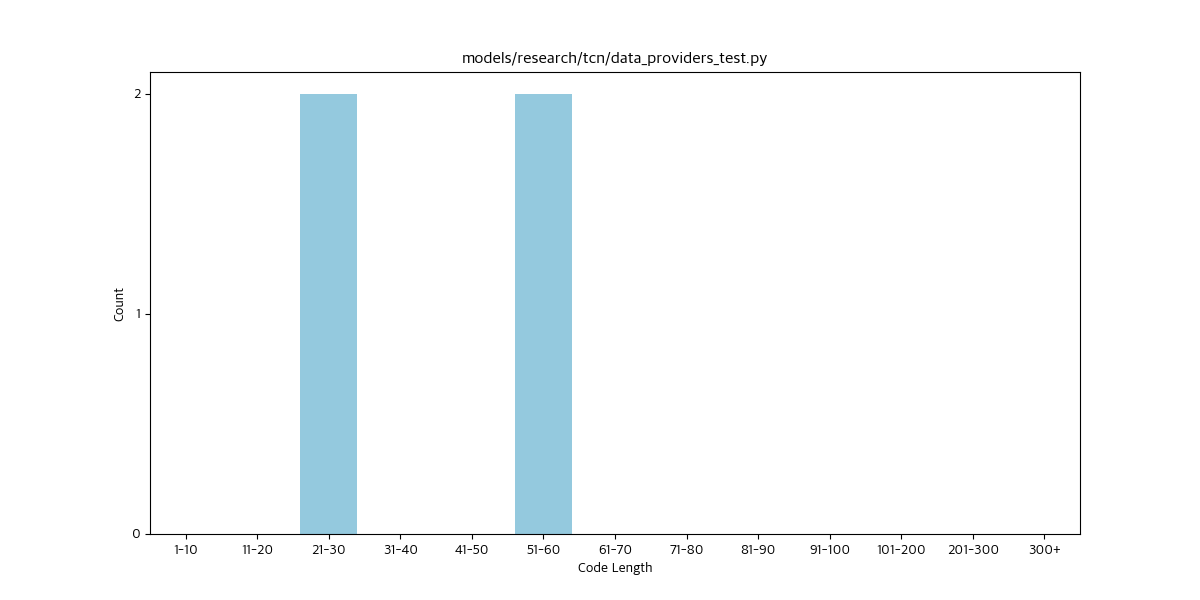 models/research/tcn/data_providers_test.py
2
1
0
Count
1-10 11-20 21-30 31-40 41-50 51-60 61-70 71-80 81-90 91-100 101-200 201-300 300+
Code Length